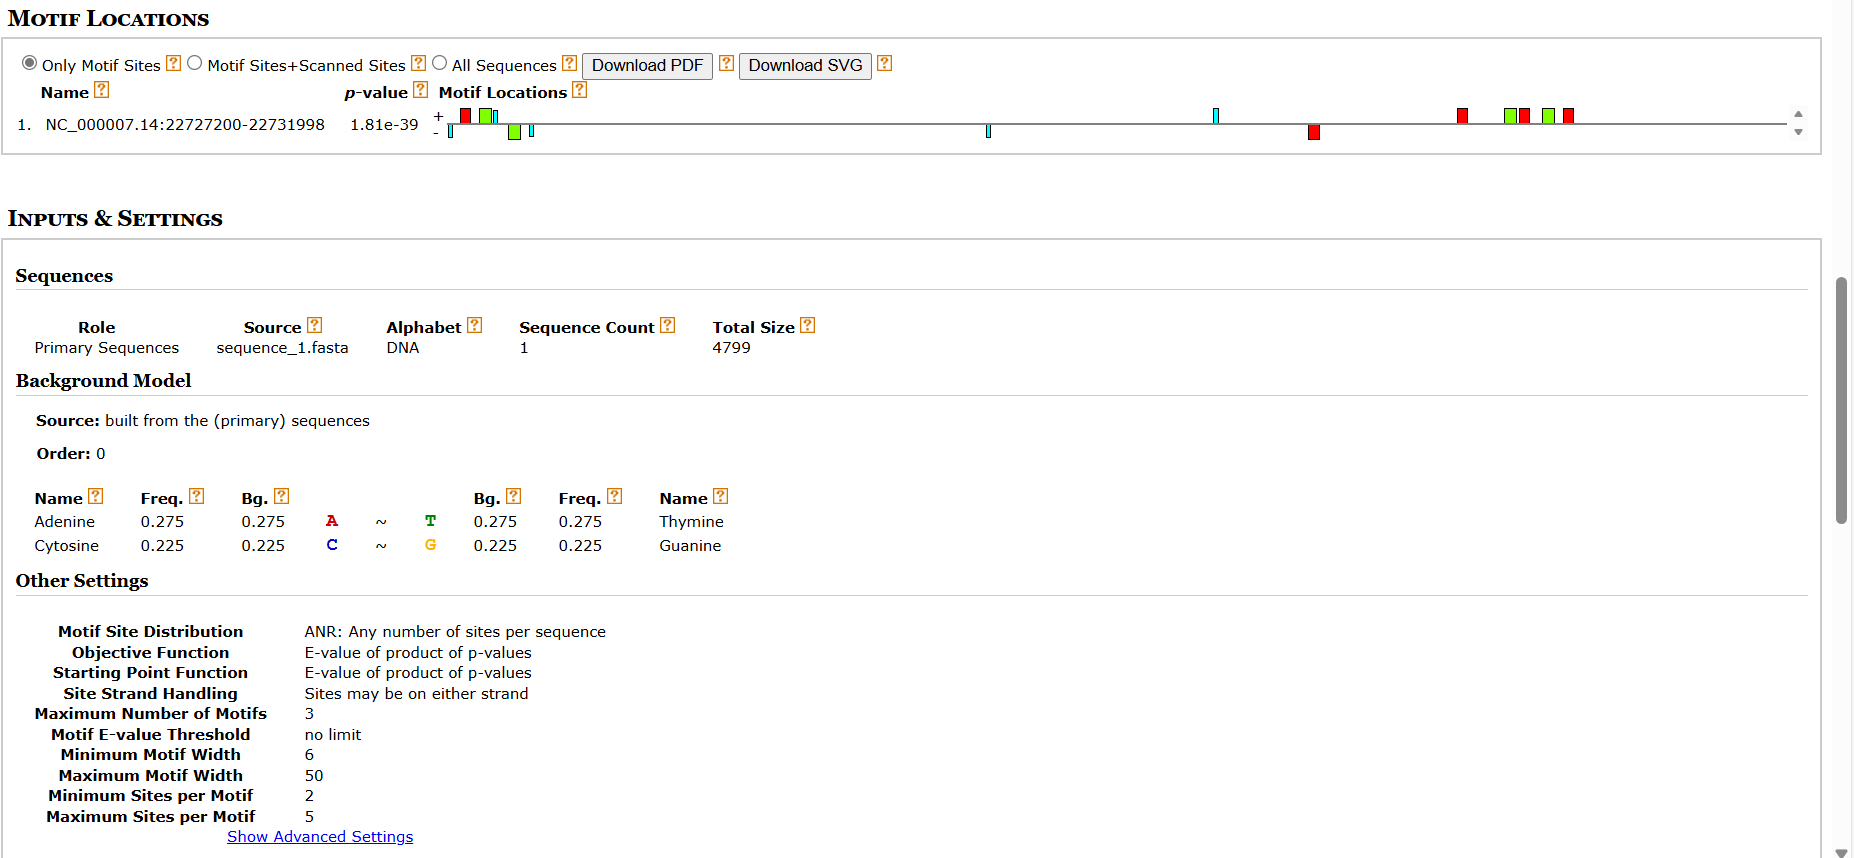 MOTIF LOCATIONS
Only Motif Sites ? Motif Sites+Scanned Sites ? All Sequences ? Download PDF ? Download SVG ?
Name ? p-value ? Motif Locations ?
+
1. NC_000007.14:22727200-22731998 1.81e-39
-
INPUTS & SETTINGS
Sequences
Role Source ? Alphabet ? Sequence Count ? Total Size ?
Primary Sequences sequence_1.fasta DNA 1 4799
Background Model
Source: built from the (primary) sequences
Order: 0
Name ? Freq. ? Bg. ? Bg. ? Freq. ? Name ?
Adenine 0.275 0.275 A ~ T 0.275 0.275 Thymine
Cytosine 0.225 0.225 C ~ G 0.225 0.225 Guanine
Other Settings
Motif Site Distribution ANR: Any number of sites per sequence
Objective Function E-value of product of p-values
Starting Point Function E-value of product of p-values
Site Strand Handling Sites may be on either strand
Maximum Number of Motifs 3
Motif E-value Threshold no limit
Minimum Motif Width 6
Maximum Motif Width 50
Minimum Sites per Motif 2
Maximum Sites per Motif 5
Show Advanced Settings